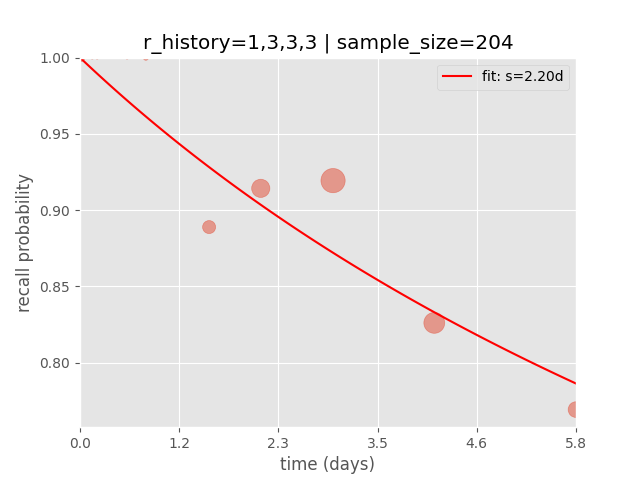 r_history=1,3,3,3 | sample_size=204
fit: s=2.20d
1.00
0.95
0.90
0.85
0.80
recall probability
0.0 1.2 2.3 3.5 4.6 5.8
time (days)